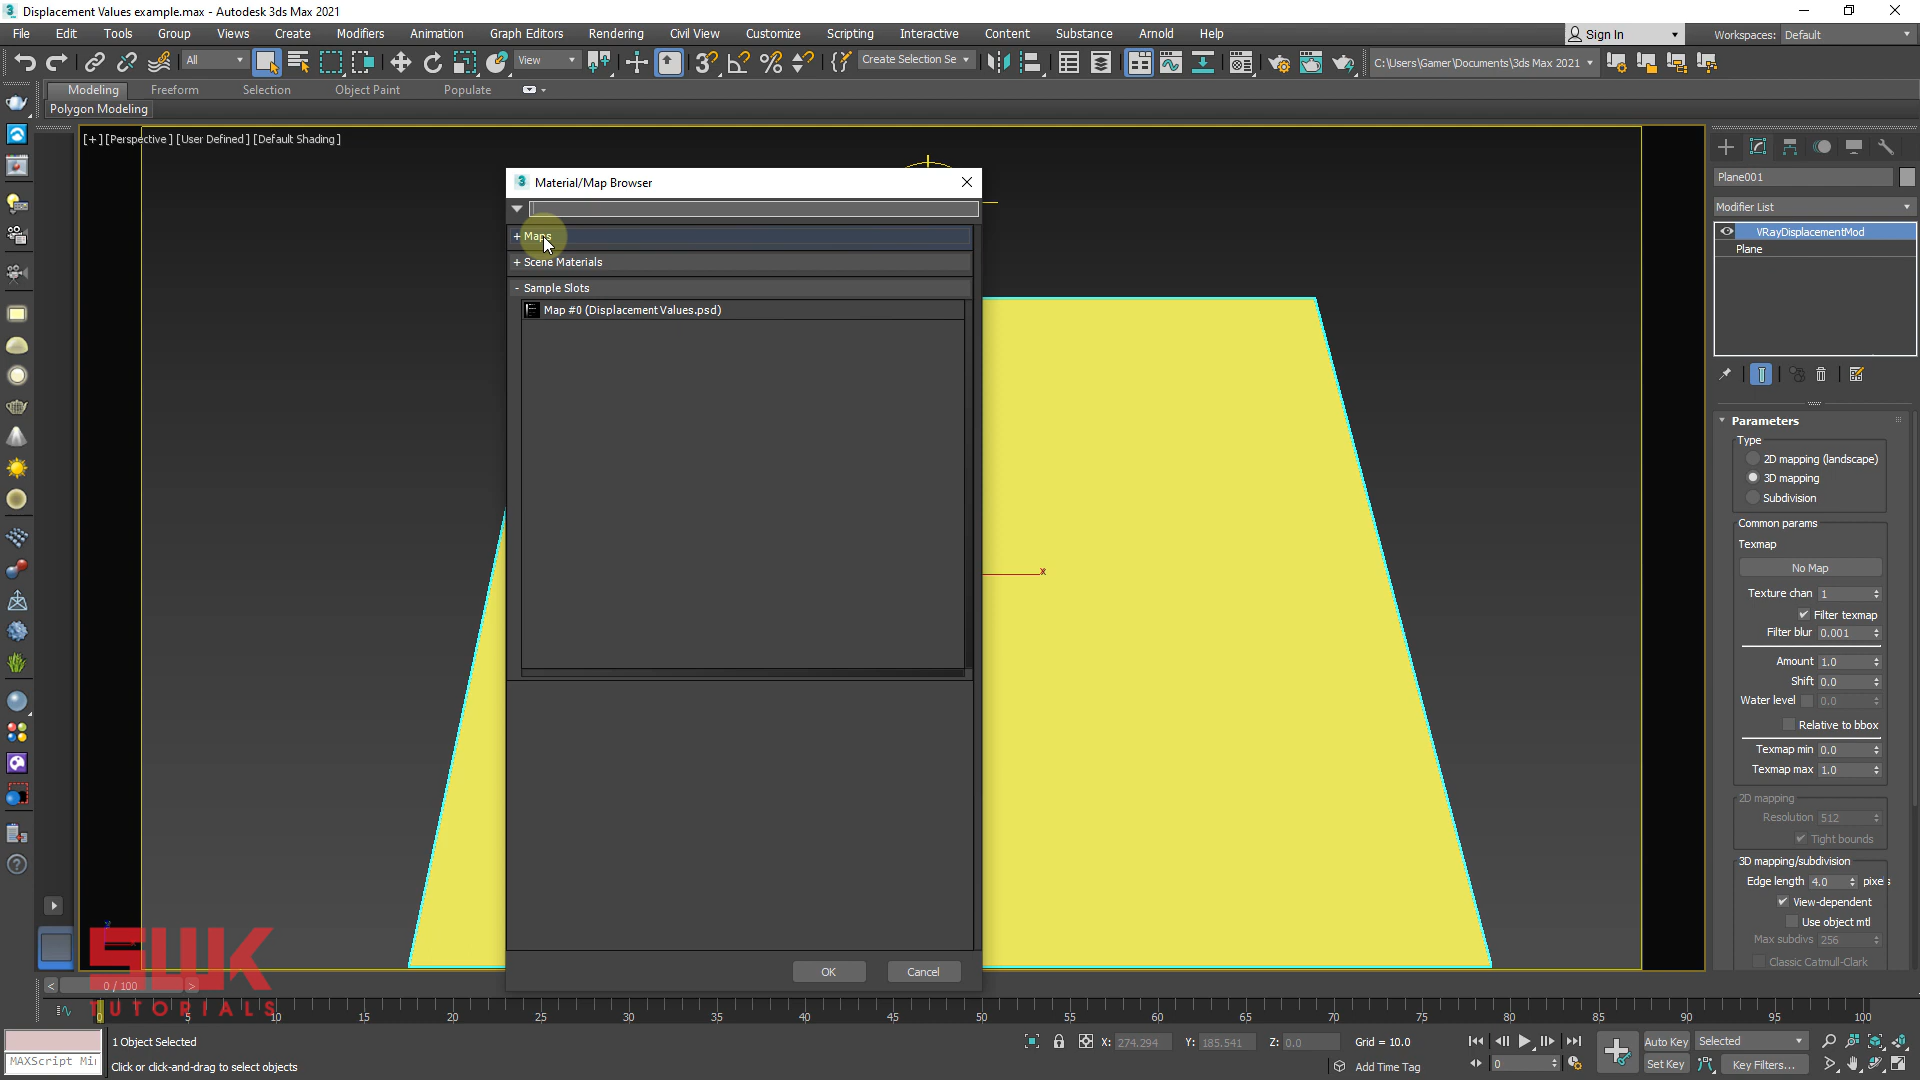 Displacement Values example.max - Autodesk 3ds Max 2021
File Edit Tools Group Views Create Modifiers Animation Graph Editors Rendering Civil View Customize Scripting Interactive Content Substance Arnold Help
Sign In
Workspaces: Default
All
View
Create Selection Se
C:\Users\Gamer\Documents\3ds Max 2021
Modeling Freeform Selection Object Paint Populate
Polygon Modeling
[+] [Perspective] [User Defined] [Default Shading]
Material/Map Browser
+ Maps
+ Scene Materials
- Sample Slots
Map #0 (Displacement Values.psd)
OK Cancel
x
z
Plane001
Modifier List
VRayDisplacementMod
Plane
Parameters
Type
2D mapping (landscape)
3D mapping
Subdivision
Common params
Texmap
No Map
Texture chan 1
Filter texmap
Filter blur 0.001
Amount 1.0
Shift 0.0
Water level 0.0
Relative to bbox
Texmap min 0.0
Texmap max 1.0
2D mapping
Resolution 512
Tight bounds
3D mapping/subdivision
Edge length 4.0 pixels
View-dependent
Use object mtl
Max subdivs 256
Classic Catmull-Clark
SWK
TUTORIALS
< 0 / 100 >
0 5 10 15 20 25 30 35 40 45 50 55 60 65 70 75 80 85 90 95 100
1 Object Selected
X: 274.294 Y: 185.541 Z: 0.0 Grid = 10.0
Auto Key Selected
MAXScript Mi
Click or click-and-drag to select objects
Add Time Tag
0
Set Key Key Filters...